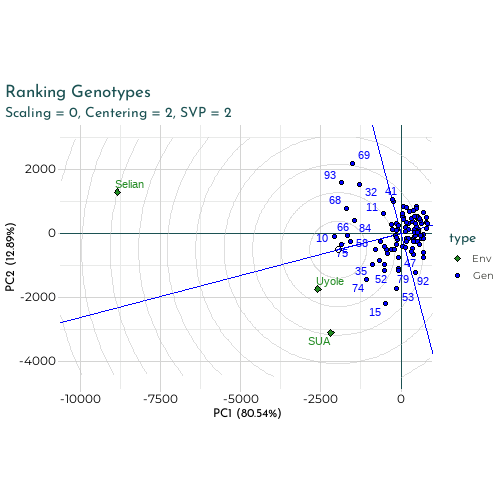 Ranking Genotypes
Scaling = 0, Centering = 2, SVP = 2
69
93
Selian
32
41
68
11
66
84
10
58
75
47
35
Uyole
52
79
92
74
53
15
SUA
2000
0
-2000
-4000
PC2 (12.89%)
-10000
-7500
-5000
-2500
0
PC1 (80.54%)
type
Env
Gen